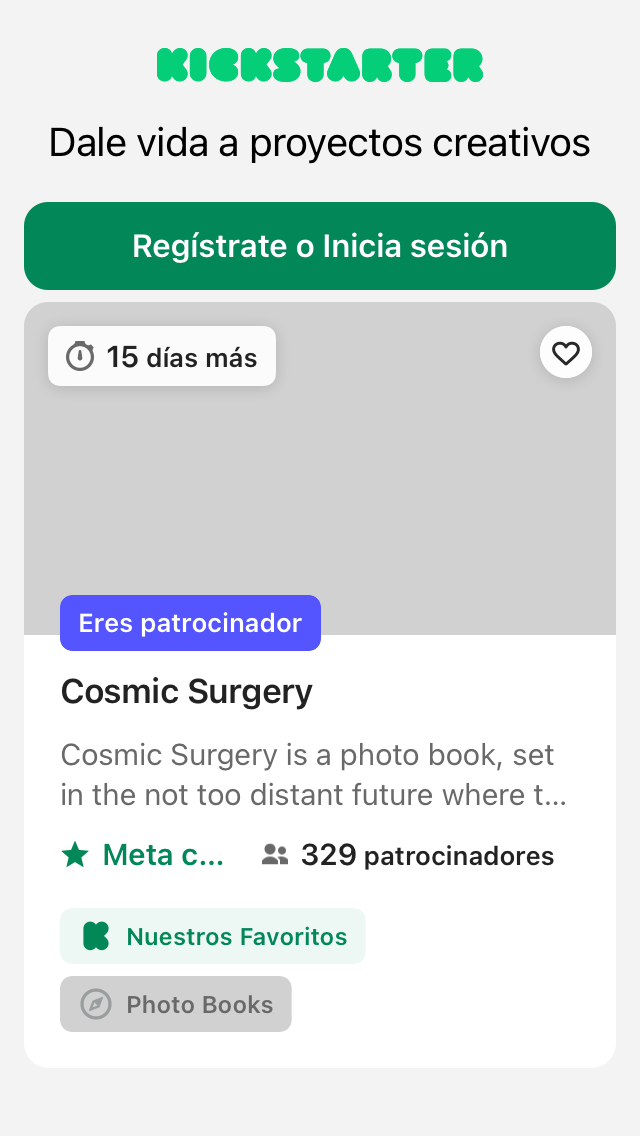 KICKSTARTER
Dale vida a proyectos creativos
Regístrate o Inicia sesión
15 días más
Eres patrocinador
Cosmic Surgery
Cosmic Surgery is a photo book, set
in the not too distant future where t...
Meta c... 329 patrocinadores
Nuestros Favoritos
Photo Books